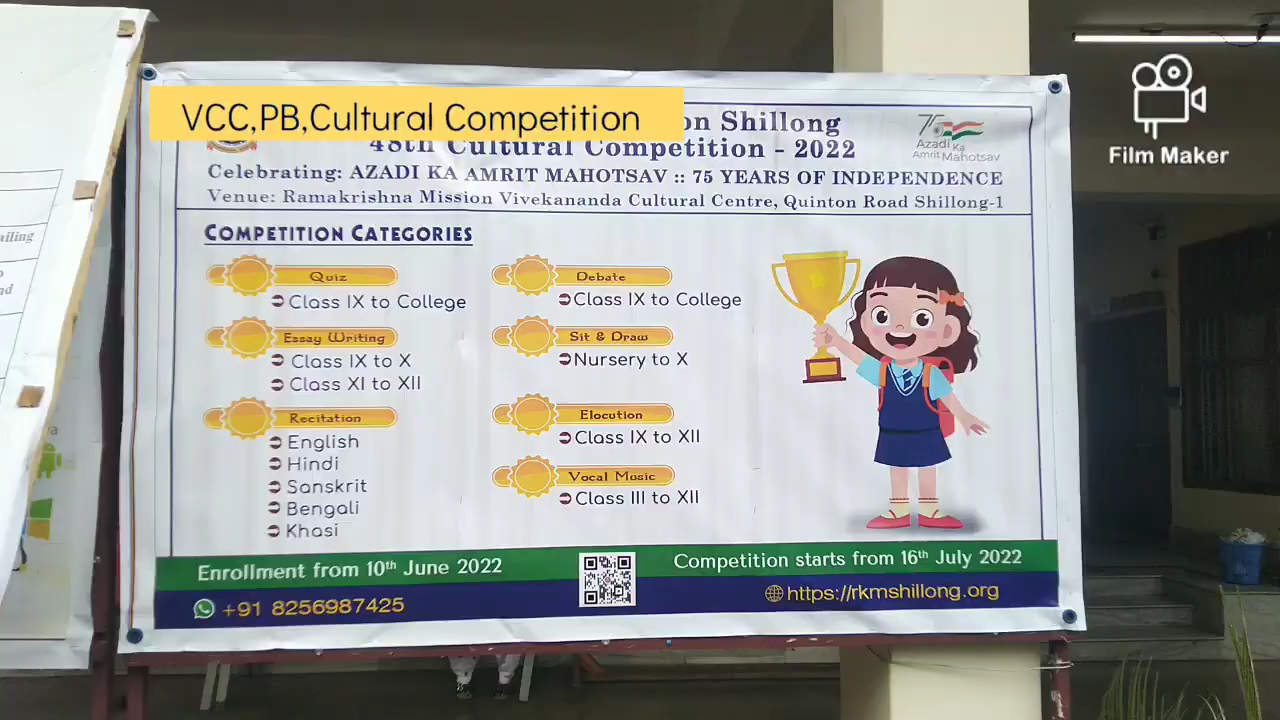 VCC,PB,Cultural Competition
on Shillong
48th Cultural Competition - 2022
75
Azadi Ka
Amrit Mahotsav
Film Maker
Celebrating: AZADI KA AMRIT MAHOTSAV :: 75 YEARS OF INDEPENDENCE
Venue: Ramakrishna Mission Vivekananda Cultural Centre, Quinton Road Shillong-1
COMPETITION CATEGORIES
Quiz
Class IX to College
Essay Writing
Class IX to X
Class XI to XII
Recitation
English
Hindi
Sanskrit
Bengali
Khasi
Debate
Class IX to College
Sit & Draw
Nursery to X
Elocution
Class IX to XII
Vocal Music
Class III to XII
Enrollment from 10th June 2022
Competition starts from 16th July 2022
+91 8256987425
https://rkmshillong.org